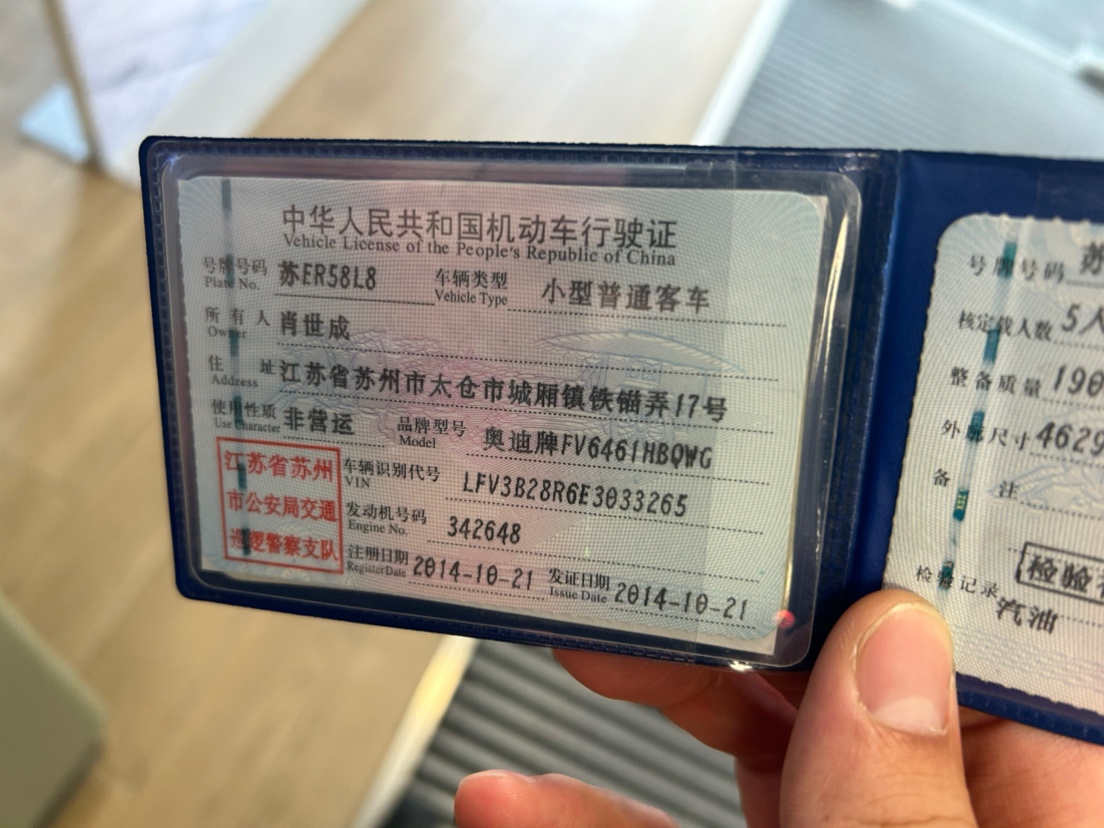 中华人民共和国机动车行驶证
Vehicle License of the People's Republic of China
号牌号码 Plate No. 苏ER58L8 车辆类型 Vehicle Type 小型普通客车
所有人 Owner 肖世成
住址 Address 江苏省苏州市太仓市城厢镇铁锚弄17号
使用性质 Use Character 非营运 品牌型号 Model 奥迪牌FV6461HBQWG
江苏省苏州
市公安局交通
巡逻警察支队
车辆识别代号 VIN LFV3B28R6E3033265
发动机号码 Engine No. 342648
注册日期 Register Date 2014-10-21 发证日期 Issue Date 2014-10-21
号牌号码 苏
核定载人数 5人
整备质量 190
外廓尺寸 4629
备注
检验记录
检验
汽油